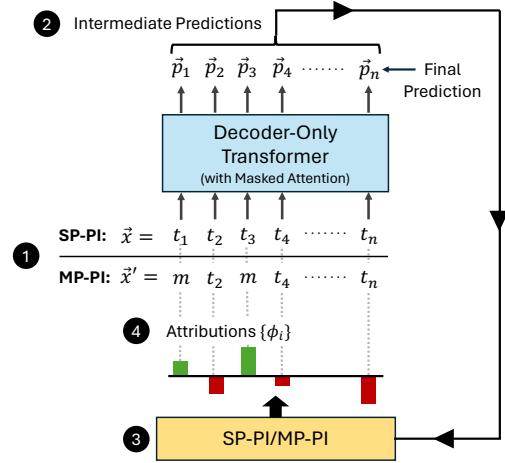 2 Intermediate Predictions
p⃗₁ p⃗₂ p⃗₃ p⃗₄ ······· p⃗ₙ
Final
Prediction
Decoder-Only
Transformer
(with Masked Attention)
SP-PI: x⃗ = t₁ t₂ t₃ t₄ ······· tₙ
1
MP-PI: x⃗′ = m t₂ m t₄ ······· tₙ
4 Attributions {ϕᵢ}
3 SP-PI/MP-PI